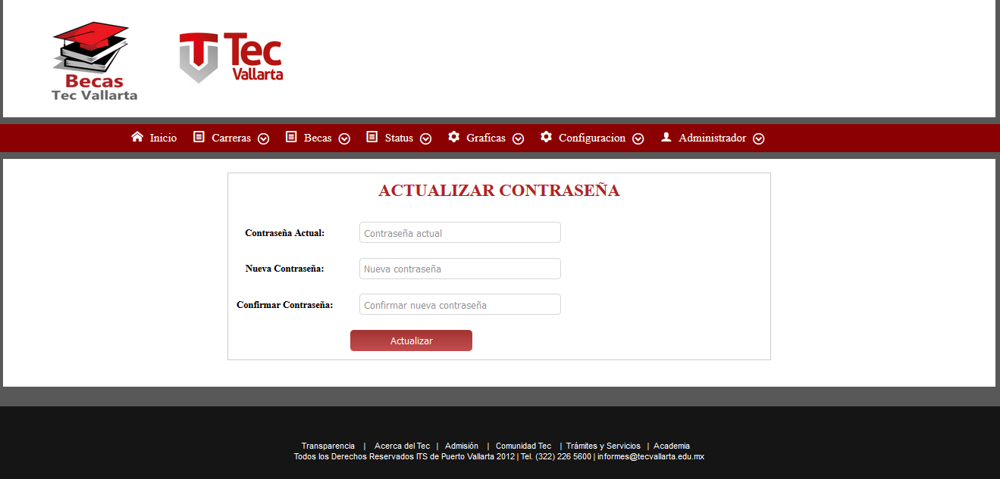 Becas
Tec Vallarta
Tec
Vallarta
Inicio Carreras Becas Status Graficas Configuracion Administrador
ACTUALIZAR CONTRASEÑA
Contraseña Actual: Contraseña actual
Nueva Contraseña: Nueva contraseña
Confirmar Contraseña: Confirmar nueva contraseña
Actualizar
Transparencia | Acerca del Tec | Admisión | Comunidad Tec | Trámites y Servicios | Academia
Todos los Derechos Reservados ITS de Puerto Vallarta 2012 | Tel. (322) 226 5600 | informes@tecvallarta.edu.mx